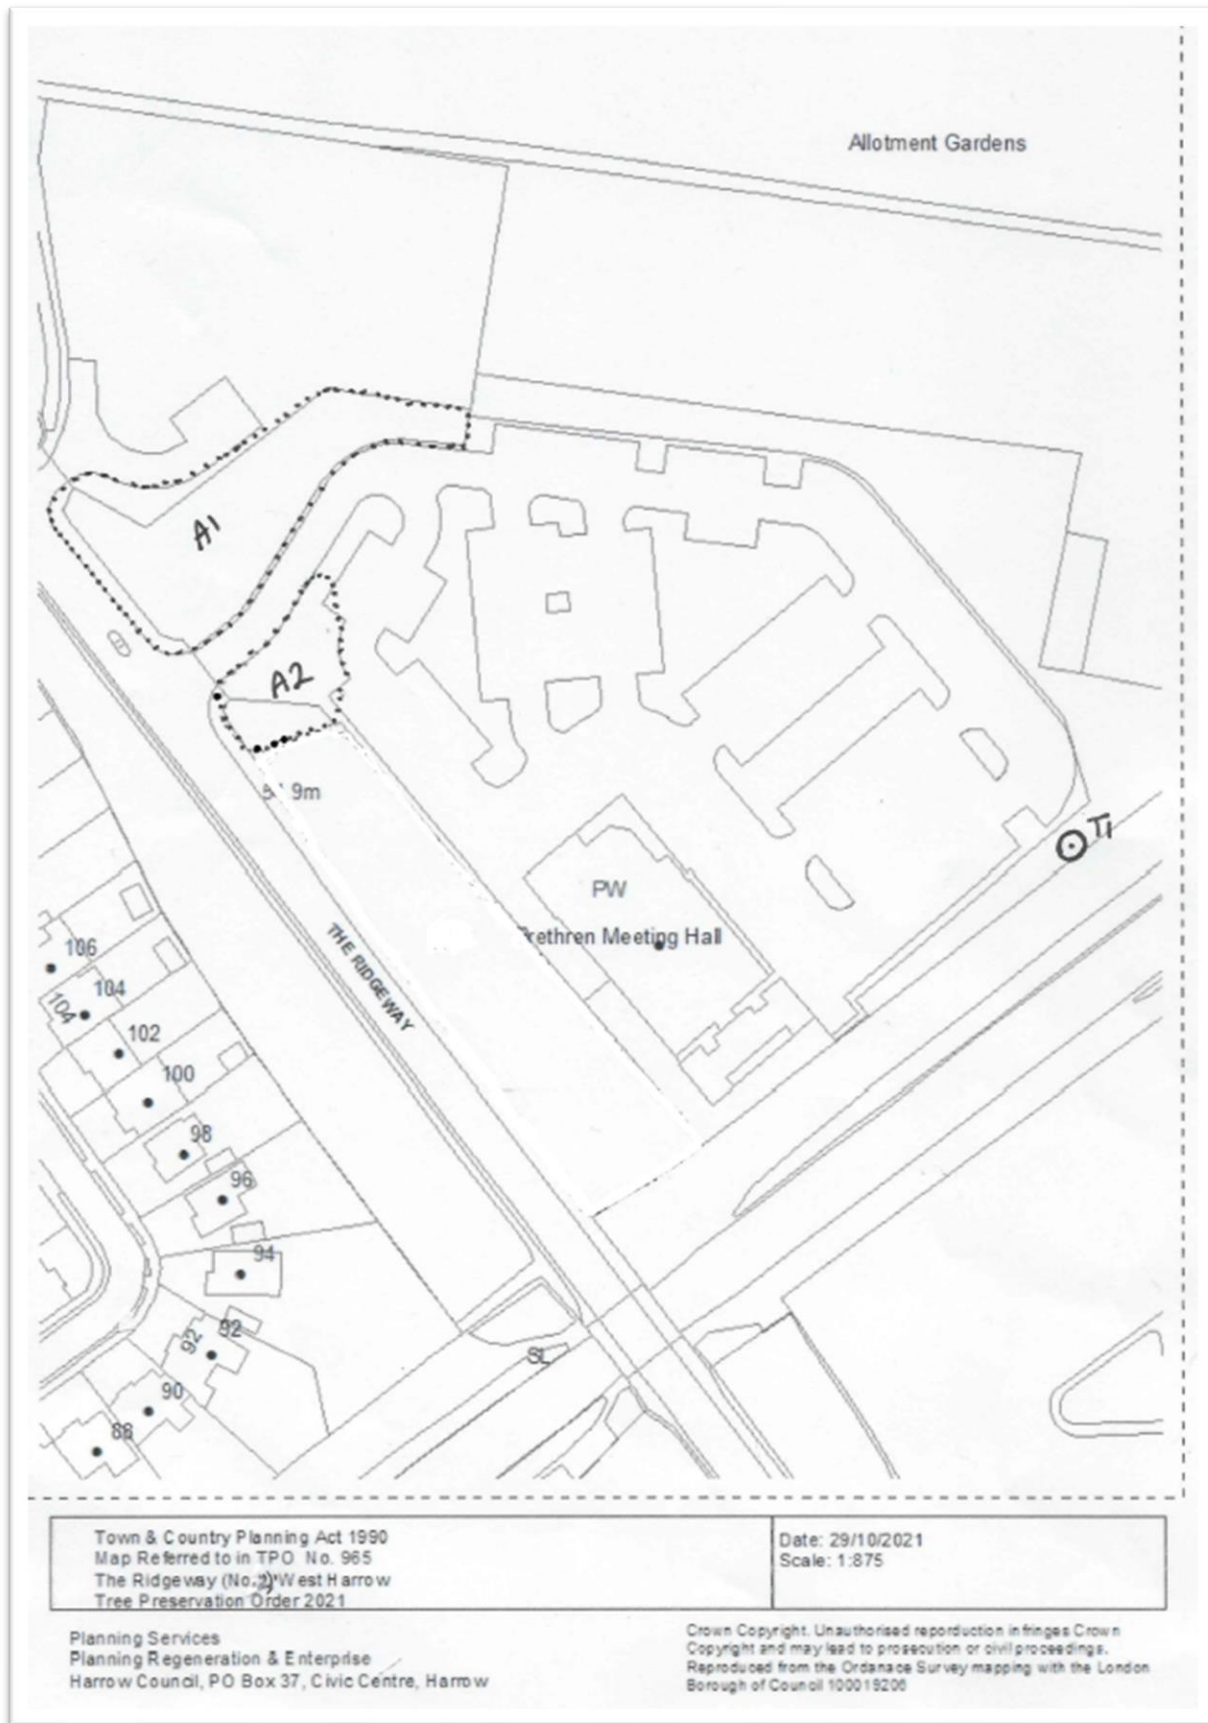 Allotment Gardens
A1
A2
9m
T1
PW
Brethren Meeting Hall
THE RIDGEWAY
106
104
104
102
100
98
96
94
92
92
90
88
SL
Town & Country Planning Act 1990
Map Referred to in TPO No. 965
The Ridgeway (No.2) West Harrow
Tree Preservation Order 2021
Date: 29/10/2021
Scale: 1:875
Planning Services
Planning Regeneration & Enterprise
Harrow Council, PO Box 37, Civic Centre, Harrow
Crown Copyright. Unauthorised reporduction infringes Crown
Copyright and may lead to prosecution or civil proceedings.
Reproduced from the Ordanace Survey mapping with the London
Borough of Council 100019206